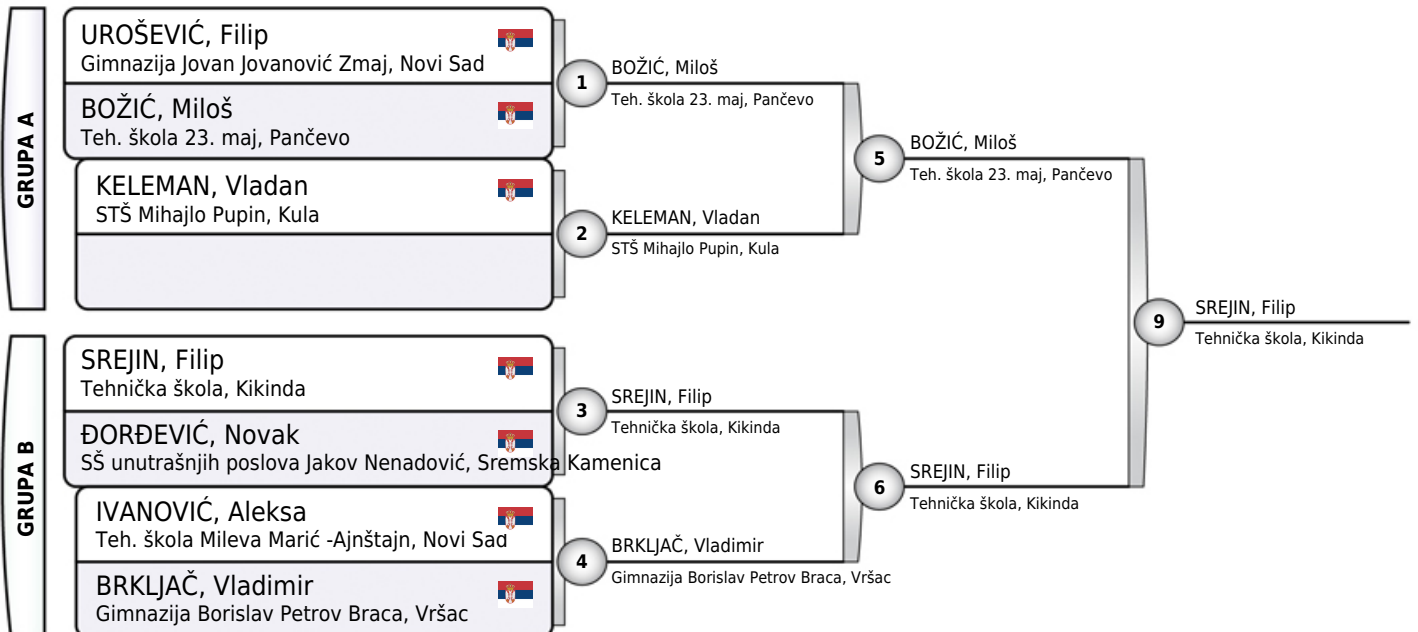 GRUPA A
UROŠEVIĆ, Filip
Gimnazija Jovan Jovanović Zmaj, Novi Sad
BOŽIĆ, Miloš
Teh. škola 23. maj, Pančevo
KELEMAN, Vladan
STŠ Mihajlo Pupin, Kula
1
BOŽIĆ, Miloš
Teh. škola 23. maj, Pančevo
2
KELEMAN, Vladan
STŠ Mihajlo Pupin, Kula
5
BOŽIĆ, Miloš
Teh. škola 23. maj, Pančevo
GRUPA B
SREJIN, Filip
Tehnička škola, Kikinda
ĐORĐEVIĆ, Novak
SŠ unutrašnjih poslova Jakov Nenadović, Sremska Kamenica
IVANOVIĆ, Aleksa
Teh. škola Mileva Marić -Ajnštajn, Novi Sad
BRKLJAČ, Vladimir
Gimnazija Borislav Petrov Braca, Vršac
3
SREJIN, Filip
Tehnička škola, Kikinda
4
BRKLJAČ, Vladimir
Gimnazija Borislav Petrov Braca, Vršac
6
SREJIN, Filip
Tehnička škola, Kikinda
9
SREJIN, Filip
Tehnička škola, Kikinda